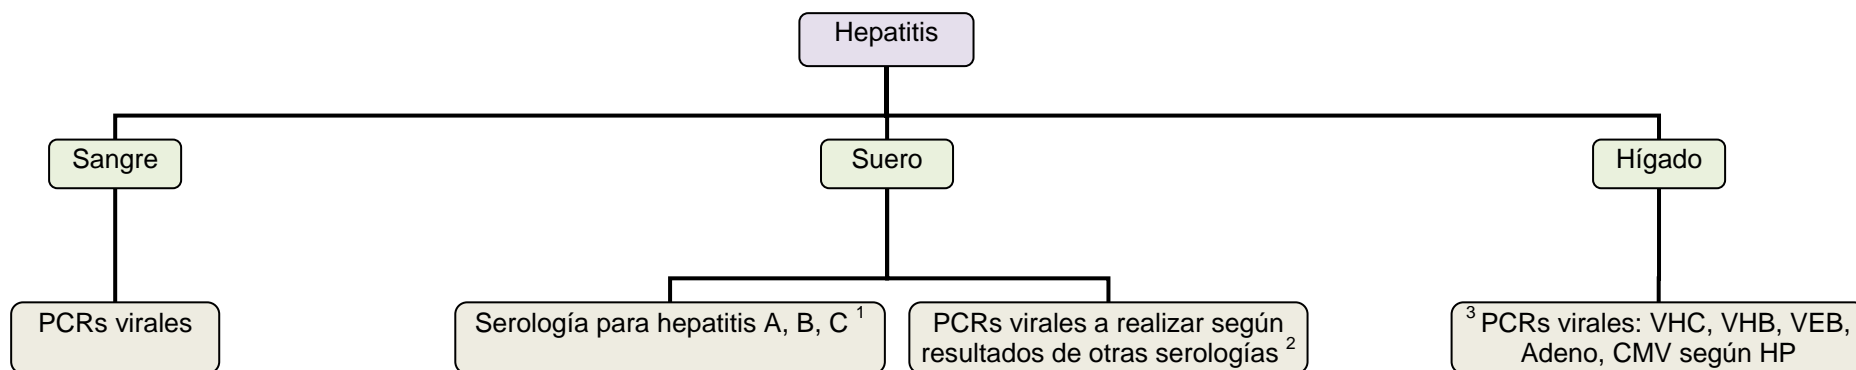 Hepatitis
Sangre
Suero
Hígado
PCRs virales
Serología para hepatitis A, B, C ¹
PCRs virales a realizar según
resultados de otras serologías ²
³ PCRs virales: VHC, VHB, VEB,
Adeno, CMV según HP